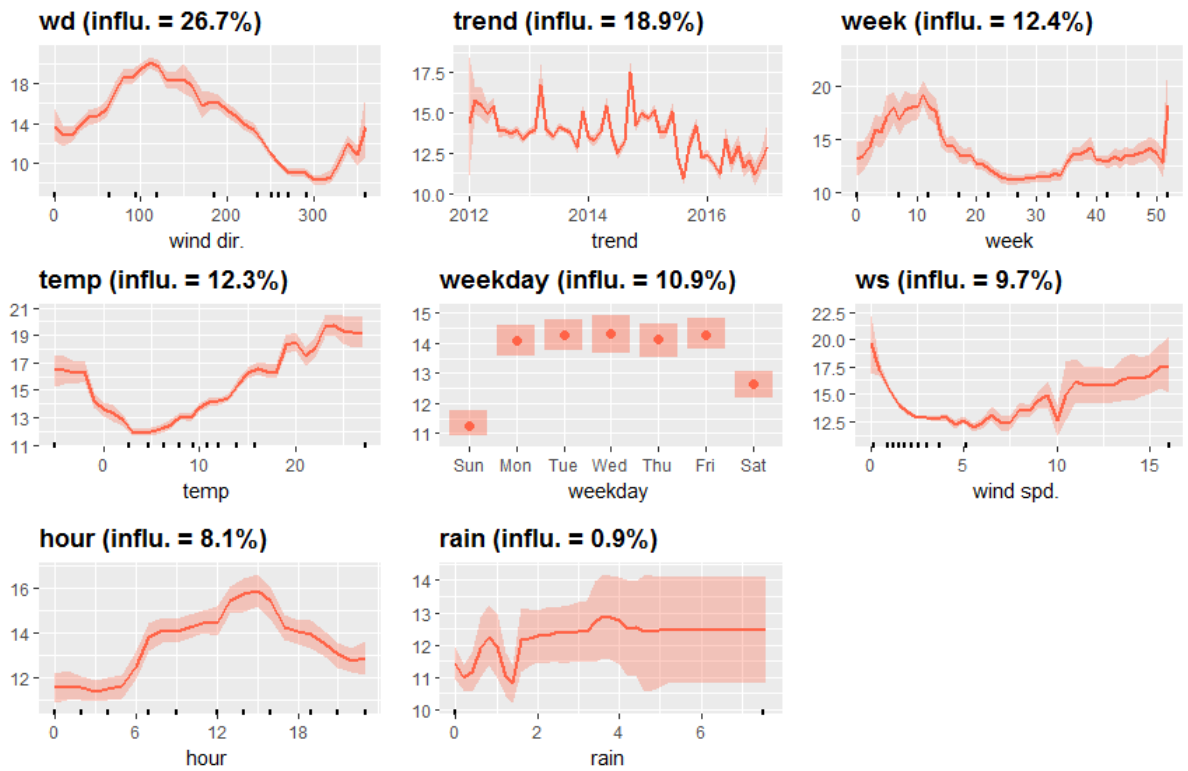 wd (influ. = 26.7%)
18
14
10
0 100 200 300
wind dir.
trend (influ. = 18.9%)
17.5
15.0
12.5
10.0
2012 2014 2016
trend
week (influ. = 12.4%)
20
15
10
0 10 20 30 40 50
week
temp (influ. = 12.3%)
21
19
17
15
13
11
0 10 20
temp
weekday (influ. = 10.9%)
15
14
13
12
11
Sun Mon Tue Wed Thu Fri Sat
weekday
ws (influ. = 9.7%)
22.5
20.0
17.5
15.0
12.5
0 5 10 15
wind spd.
hour (influ. = 8.1%)
16
14
12
0 6 12 18
hour
rain (influ. = 0.9%)
14
13
12
11
10
0 2 4 6
rain